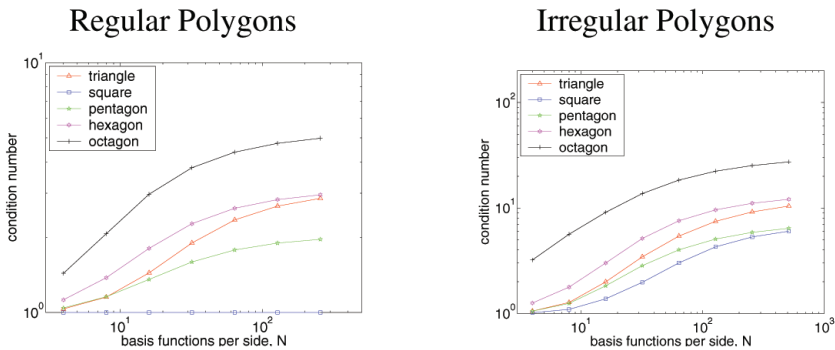 Regular Polygons
10^1
triangle
square
pentagon
hexagon
octagon
condition number
10^0
10^1
10^2
basis functions per side, N
Irregular Polygons
10^2
triangle
square
pentagon
hexagon
octagon
condition number
10^1
10^0
10^1
10^2
10^3
basis functions per side, N